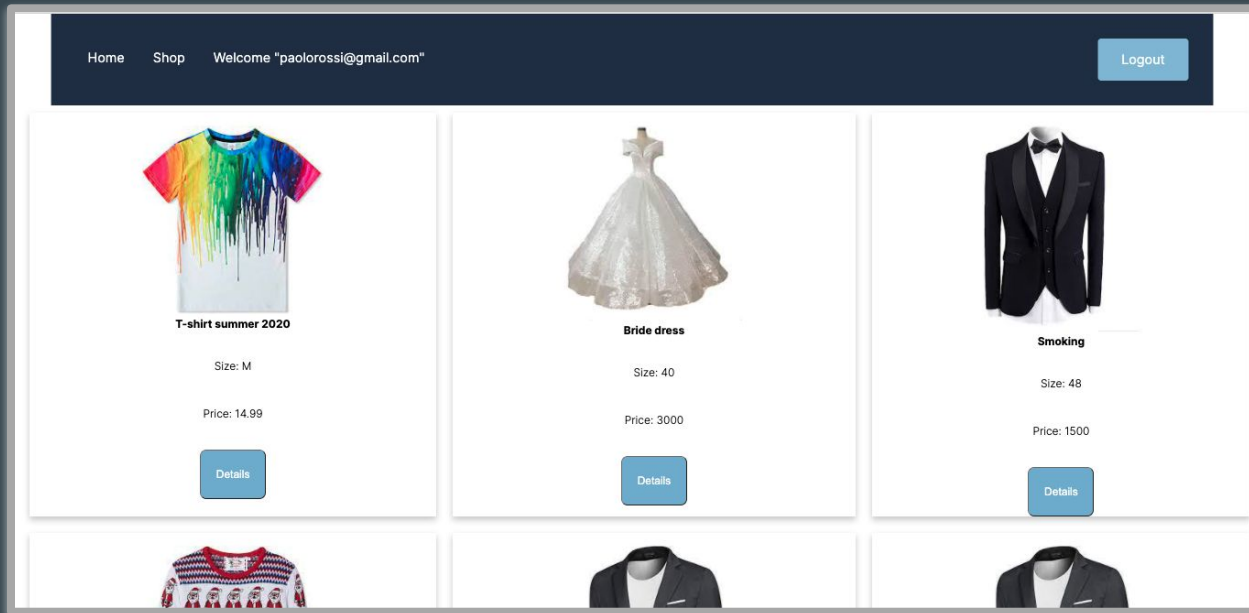 Home Shop Welcome "paolorossi@gmail.com" Logout
T-shirt summer 2020
Size: M
Price: 14.99
Details
Bride dress
Size: 40
Price: 3000
Details
Smoking
Size: 48
Price: 1500
Details